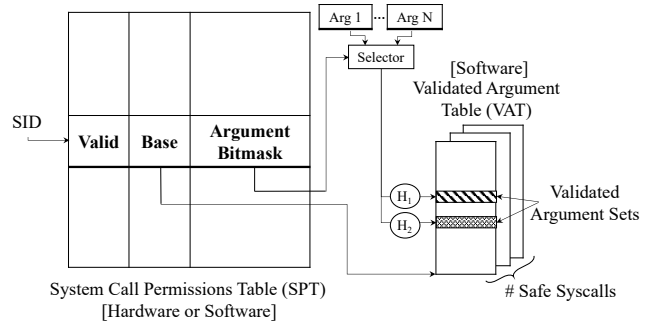 Arg 1 ... Arg N
Selector
[Software]
Validated Argument
Table (VAT)
SID
Valid Base Argument
Bitmask
H1
H2
Validated
Argument Sets
# Safe Syscalls
System Call Permissions Table (SPT)
[Hardware or Software]